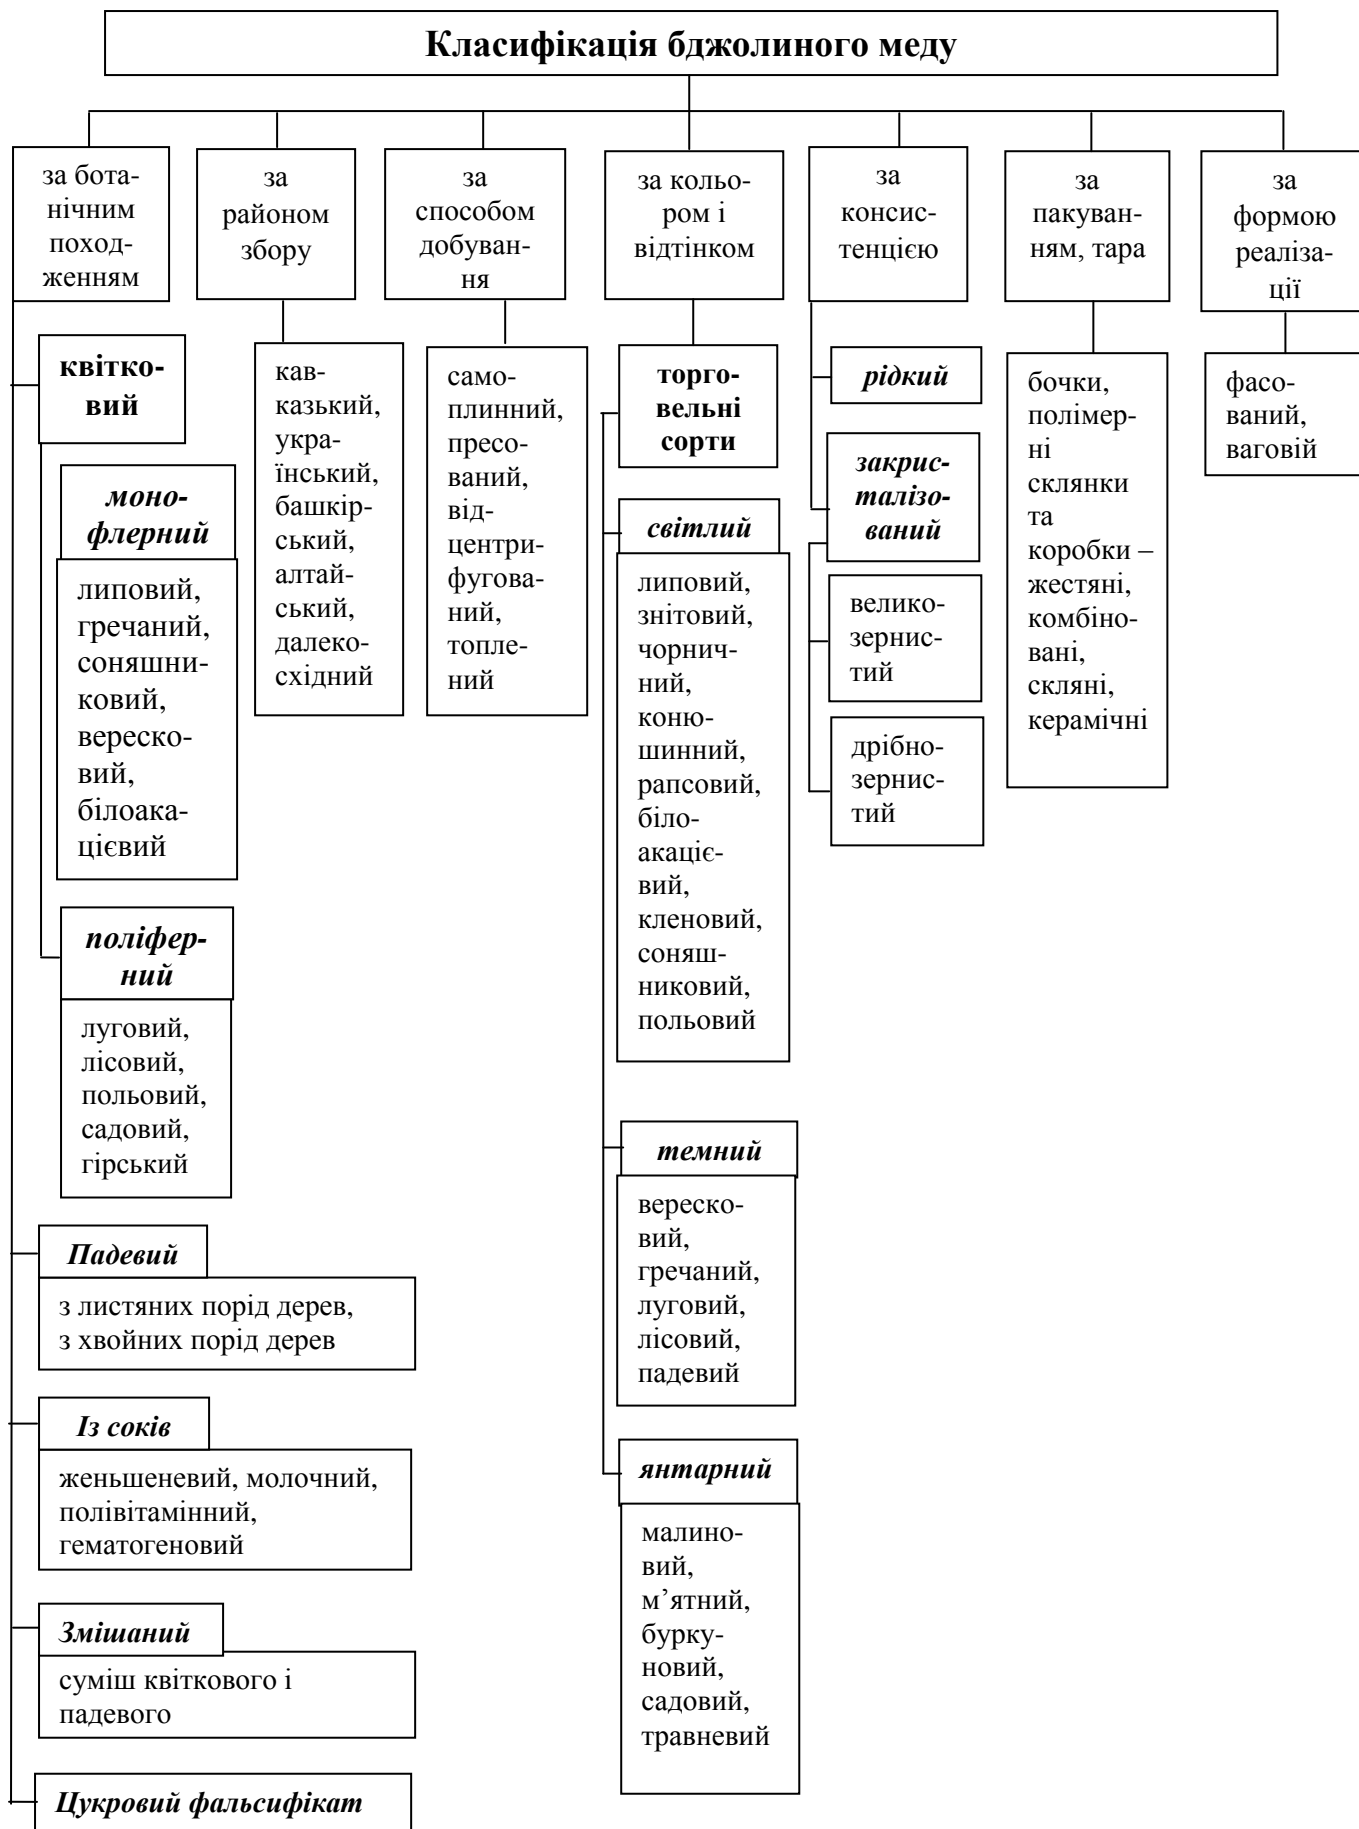 Класифікація бджолиного меду
за бота-
нічним
поход-
женням
за
районом
збору
за
способом
добуван-
ня
за кольо-
ром і
відтінком
за
консис-
тенцією
за
пакуван-
ням, тара
за
формою
реаліза-
ції
квітко-
вий
моно-
флерний
липовий,
гречаний,
соняшни-
ковий,
вереско-
вий,
білоака-
цієвий
поліфер-
ний
луговий,
лісовий,
польовий,
садовий,
гірський
Падевий
з листяних порід дерев,
з хвойних порід дерев
Із соків
женьшеневий, молочний,
полівітамінний,
гематогеновий
Змішаний
суміш квіткового і
падевого
Цукровий фальсифікат
кав-
казький,
укра-
їнський,
башкір-
ський,
алтай-
ський,
далеко-
східний
само-
плинний,
пресо-
ваний,
від-
центри-
фугова-
ний,
топле-
ний
торго-
вельні
сорти
світлий
липовий,
знітовий,
чорнич-
ний,
коню-
шинний,
рапсовий,
біло-
акаціє-
вий,
кленовий,
соняш-
никовий,
польовий
темний
вереско-
вий,
гречаний,
луговий,
лісовий,
падевий
янтарний
малино-
вий,
м’ятний,
бурку-
новий,
садовий,
травневий
рідкий
закрис-
талізо-
ваний
велико-
зернис-
тий
дрібно-
зернис-
тий
бочки,
полімер-
ні
склянки
та
коробки –
жестяні,
комбіно-
вані,
скляні,
керамічні
фасо-
ваний,
ваговій